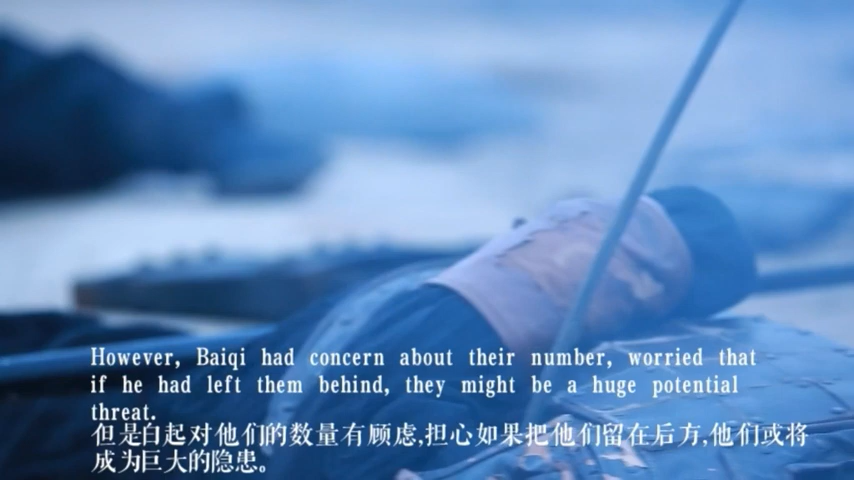 However, Baiqi had concern about their number, worried that
if he had left them behind, they might be a huge potential
threat.
但是白起对他们的数量有顾虑,担心如果把他们留在后方,他们或将
成为巨大的隐患。